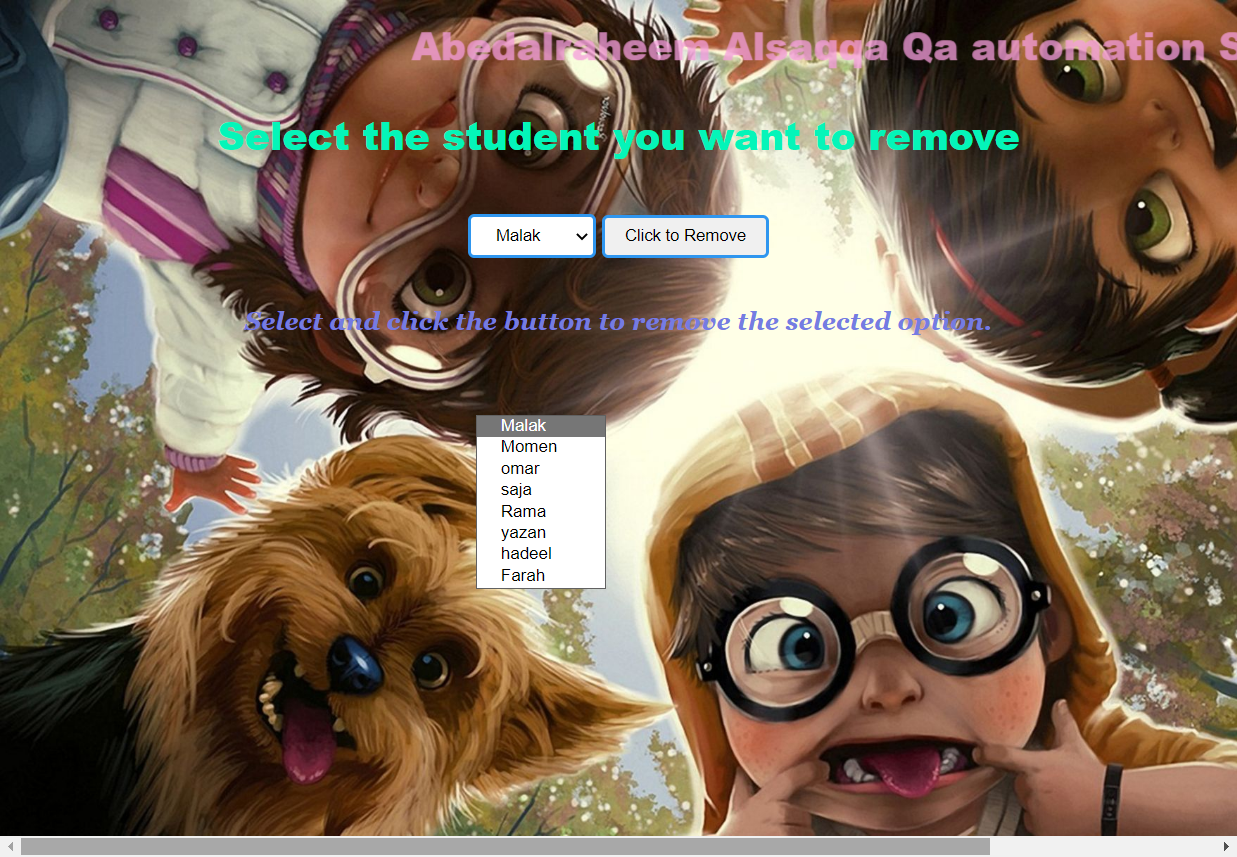 Abedalraheem Alsaqqa Qa automation S
Select the student you want to remove
Malak
Click to Remove
Select and click the button to remove the selected option.
Malak
Momen
omar
saja
Rama
yazan
hadeel
Farah